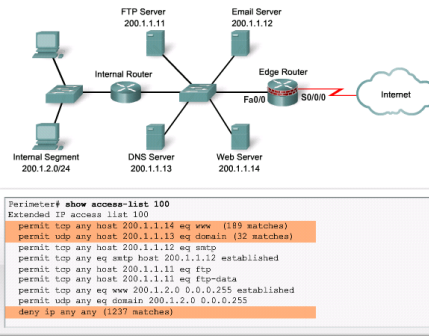 FTP Server
200.1.1.11
Email Server
200.1.1.12
Internal Router
Edge Router
Fa0/0
S0/0/0
Internet
Internal Segment
200.1.2.0/24
DNS Server
200.1.1.13
Web Server
200.1.1.14
Perimeter# show access-list 100
Extended IP access list 100
permit tcp any host 200.1.1.14 eq www (189 matches)
permit udp any host 200.1.1.13 eq domain (32 matches)
permit tcp any host 200.1.1.12 eq smtp
permit tcp any eq smtp host 200.1.1.12 established
permit tcp any host 200.1.1.11 eq ftp
permit tcp any host 200.1.1.11 eq ftp-data
permit tcp any eq www 200.1.2.0 0.0.0.255 established
permit udp any eq domain 200.1.2.0 0.0.0.255
deny ip any any (1237 matches)